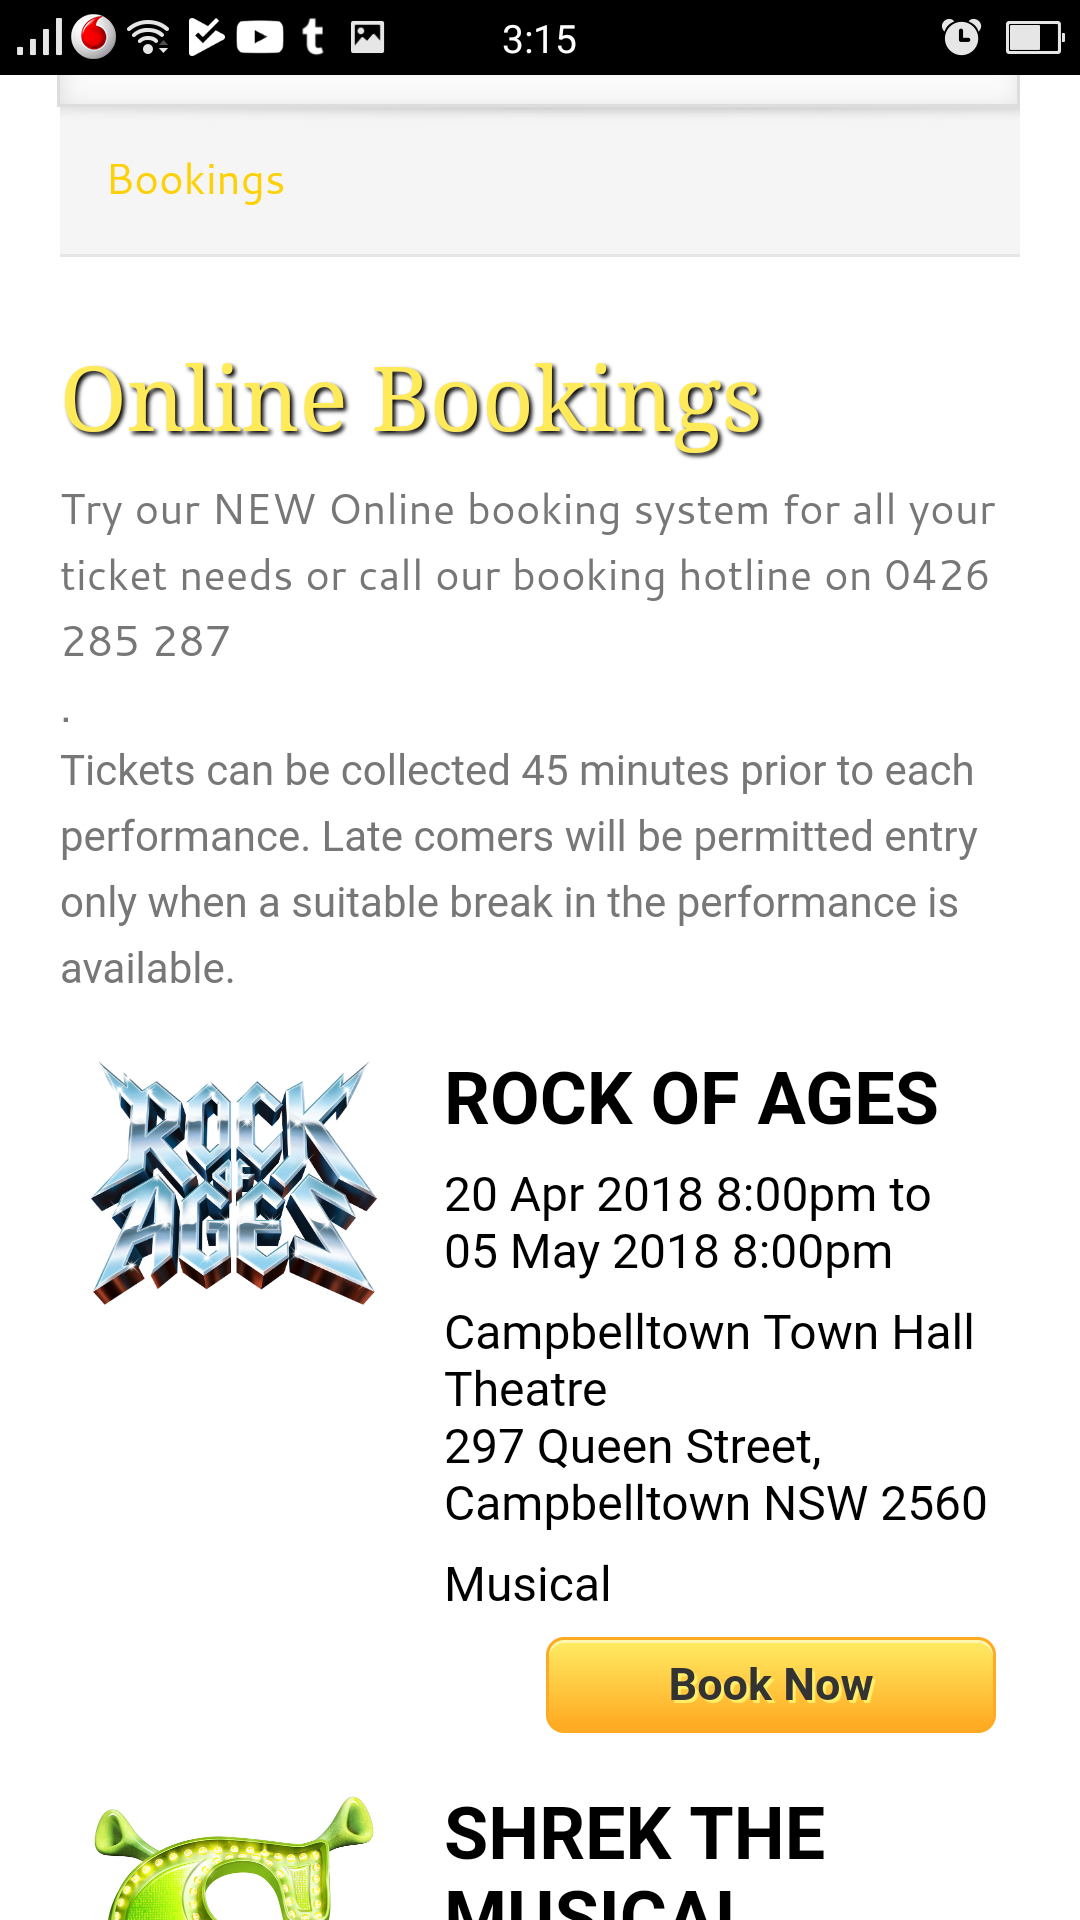 3:15
Bookings
Online Bookings
Try our NEW Online booking system for all your
ticket needs or call our booking hotline on 0426
285 287
.
Tickets can be collected 45 minutes prior to each
performance. Late comers will be permitted entry
only when a suitable break in the performance is
available.
ROCK
OF
AGES
ROCK OF AGES
20 Apr 2018 8:00pm to
05 May 2018 8:00pm
Campbelltown Town Hall
Theatre
297 Queen Street,
Campbelltown NSW 2560
Musical
Book Now
SHREK THE
MUSICAL